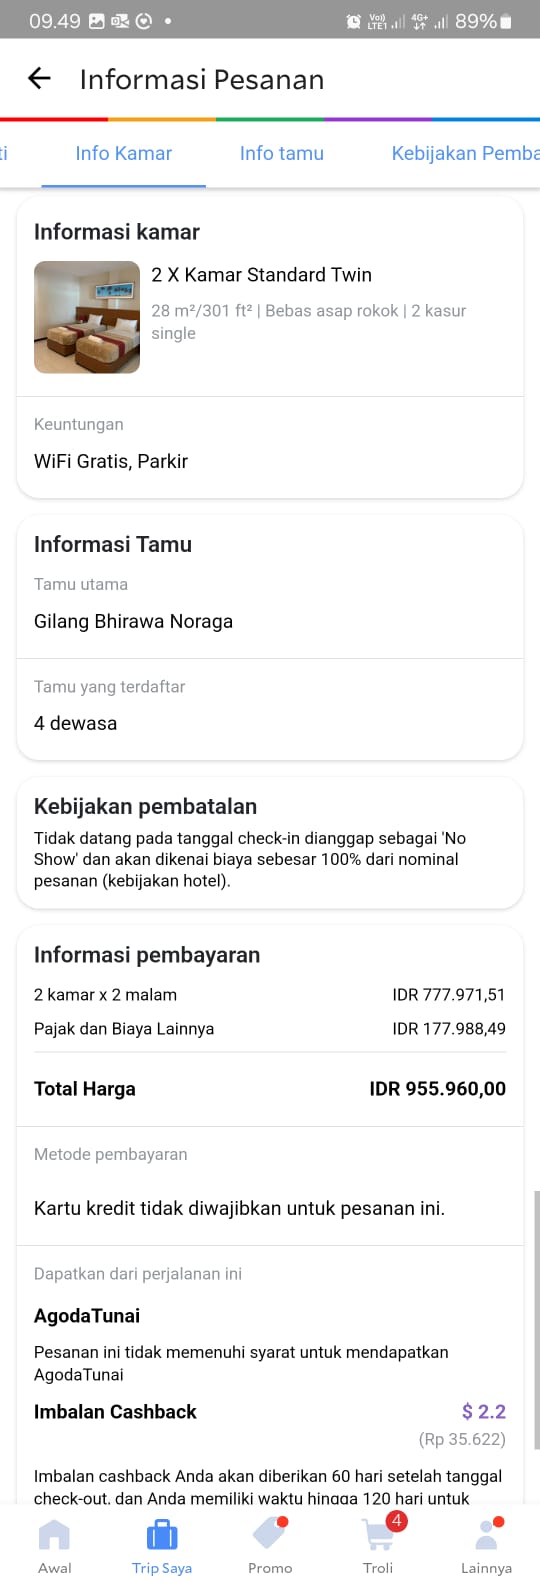 09.49 Vo)) LTE1 4G+ 89%
Informasi Pesanan
ti Info Kamar Info tamu Kebijakan Pemba
Informasi kamar
2 X Kamar Standard Twin
28 m²/301 ft² | Bebas asap rokok | 2 kasur
single
Keuntungan
WiFi Gratis, Parkir
Informasi Tamu
Tamu utama
Gilang Bhirawa Noraga
Tamu yang terdaftar
4 dewasa
Kebijakan pembatalan
Tidak datang pada tanggal check-in dianggap sebagai 'No
Show' dan akan dikenai biaya sebesar 100% dari nominal
pesanan (kebijakan hotel).
Informasi pembayaran
2 kamar x 2 malam IDR 777.971,51
Pajak dan Biaya Lainnya IDR 177.988,49
Total Harga IDR 955.960,00
Metode pembayaran
Kartu kredit tidak diwajibkan untuk pesanan ini.
Dapatkan dari perjalanan ini
AgodaTunai
Pesanan ini tidak memenuhi syarat untuk mendapatkan
AgodaTunai
Imbalan Cashback $ 2.2
(Rp 35.622)
Imbalan cashback Anda akan diberikan 60 hari setelah tanggal
check-out, dan Anda memiliki waktu hingga 120 hari untuk
4
Awal Trip Saya Promo Troli Lainnya